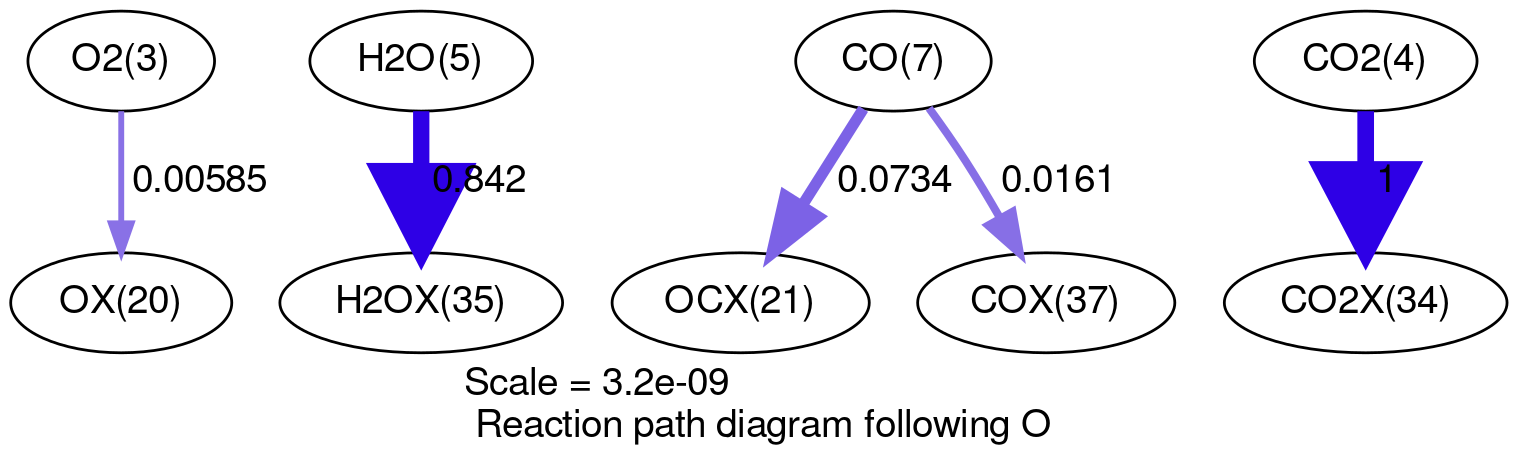 O2(3)
H2O(5)
CO(7)
CO2(4)
0.00585
0.842
0.0734
0.0161
1
OX(20)
H2OX(35)
OCX(21)
COX(37)
CO2X(34)
Scale = 3.2e-09
Reaction path diagram following O